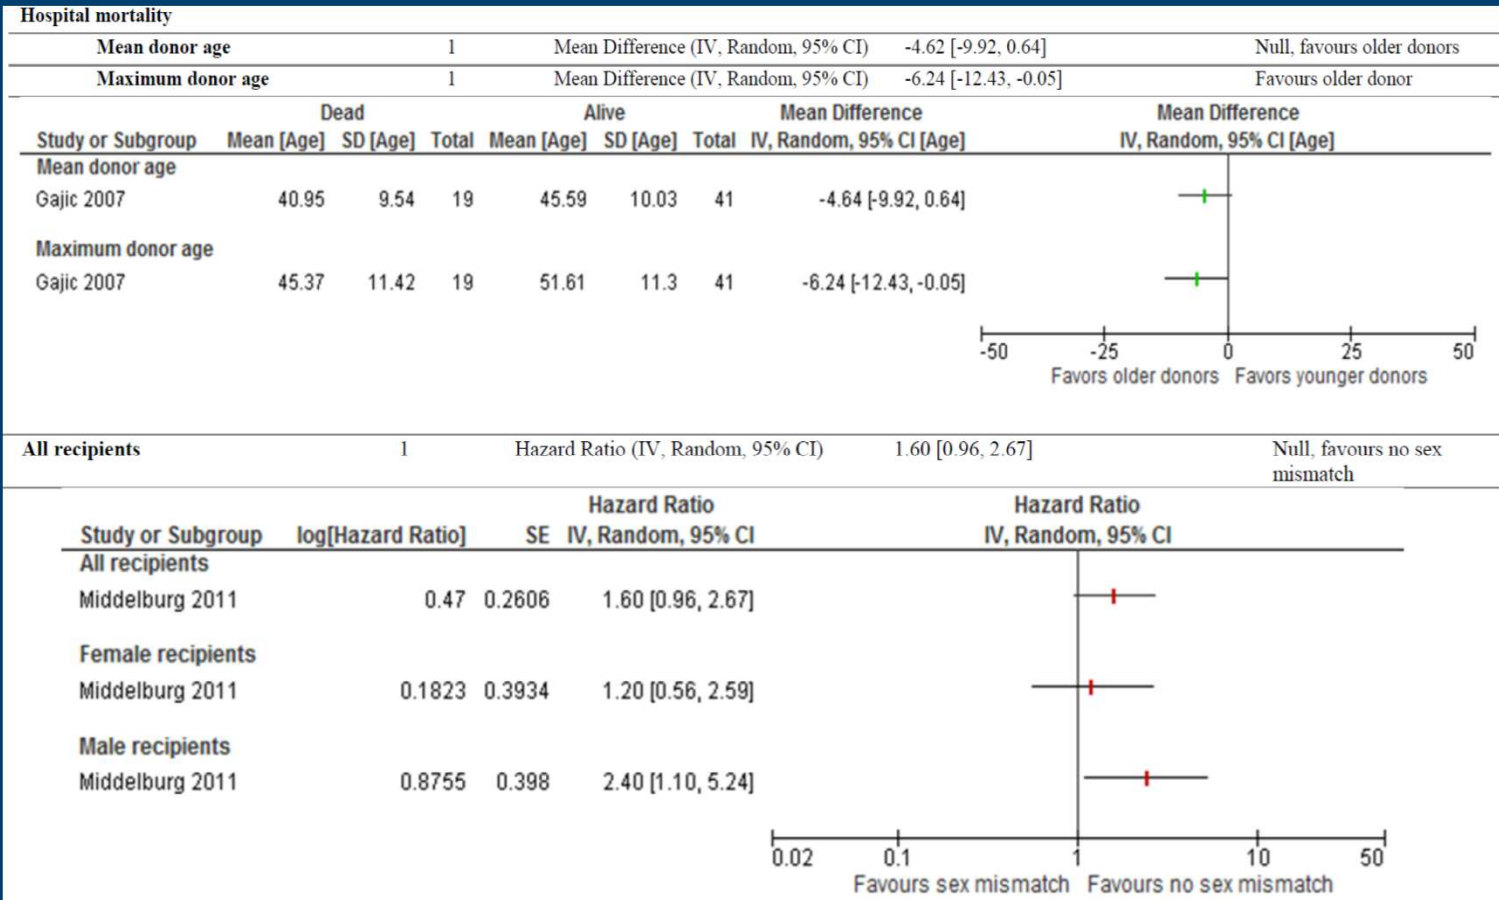 Hospital mortality
Mean donor age 1 Mean Difference (IV, Random, 95% CI) -4.62 [-9.92, 0.64] Null, favours older donors
Maximum donor age 1 Mean Difference (IV, Random, 95% CI) -6.24 [-12.43, -0.05] Favours older donor
Dead Alive Mean Difference Mean Difference
Study or Subgroup Mean [Age] SD [Age] Total Mean [Age] SD [Age] Total IV, Random, 95% CI [Age] IV, Random, 95% CI [Age]
Mean donor age
Gajic 2007 40.95 9.54 19 45.59 10.03 41 -4.64 [-9.92, 0.64]
Maximum donor age
Gajic 2007 45.37 11.42 19 51.61 11.3 41 -6.24 [-12.43, -0.05]
-50 -25 0 25 50
Favors older donors Favors younger donors
All recipients 1 Hazard Ratio (IV, Random, 95% CI) 1.60 [0.96, 2.67] Null, favours no sex
mismatch
Hazard Ratio Hazard Ratio
Study or Subgroup log[Hazard Ratio] SE IV, Random, 95% CI IV, Random, 95% CI
All recipients
Middelburg 2011 0.47 0.2606 1.60 [0.96, 2.67]
Female recipients
Middelburg 2011 0.1823 0.3934 1.20 [0.56, 2.59]
Male recipients
Middelburg 2011 0.8755 0.398 2.40 [1.10, 5.24]
0.02 0.1 1 10 50
Favours sex mismatch Favours no sex mismatch